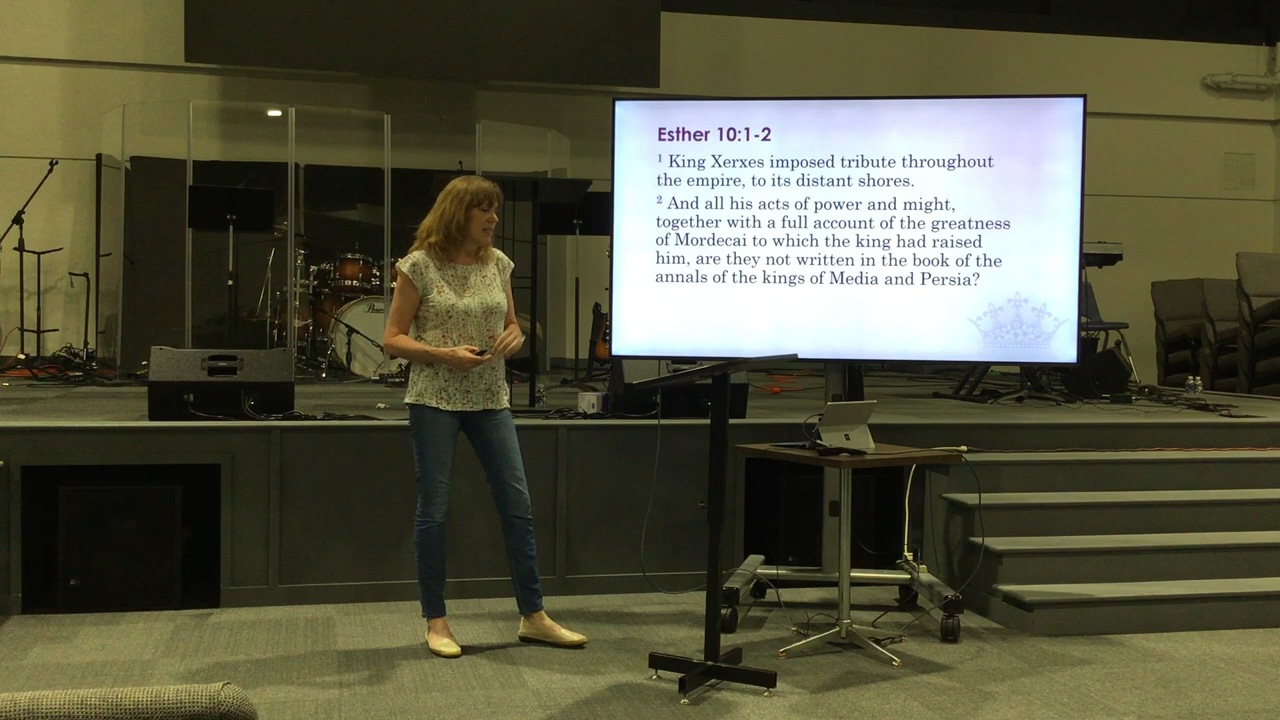 Esther 10:1-2
¹ King Xerxes imposed tribute throughout
the empire, to its distant shores.
² And all his acts of power and might,
together with a full account of the greatness
of Mordecai to which the king had raised
him, are they not written in the book of the
annals of the kings of Media and Persia?
Pearl